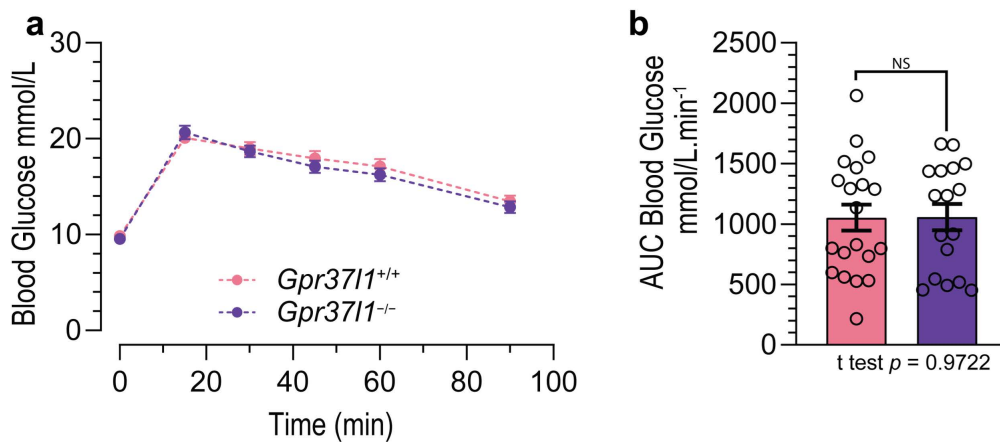 a
Blood Glucose mmol/L
30
20
10
0
Gpr37l1+/+
Gpr37l1−/−
0 20 40 60 80 100
Time (min)
b
AUC Blood Glucose
mmol/L.min-1
2500
2000
1500
1000
500
0
NS
t test p = 0.9722